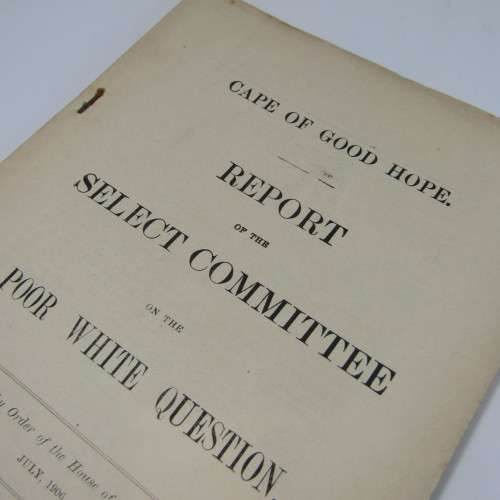 CAPE OF GOOD HOPE.
REPORT
OF THE
SELECT COMMITTEE
ON THE
POOR WHITE QUESTION.
Order of the House of
JULY, 1906